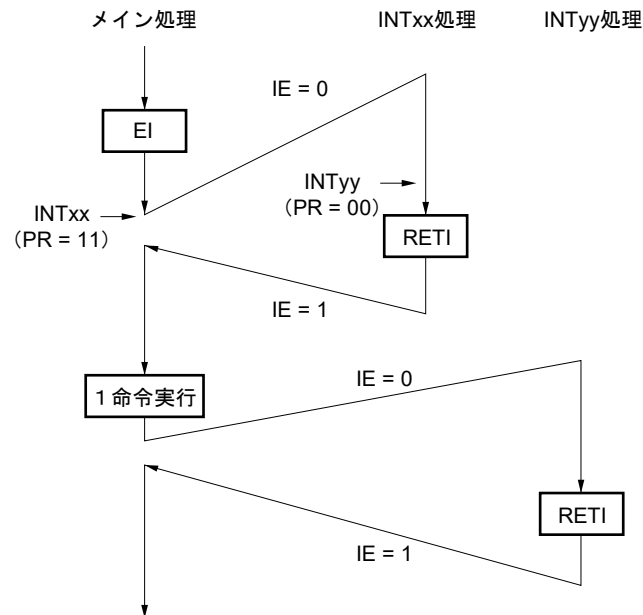 メイン処理
INTxx処理
INTyy処理
IE = 0
EI
INTyy
（PR = 00）
INTxx
（PR = 11）
RETI
IE = 1
IE = 0
１命令実行
RETI
IE = 1